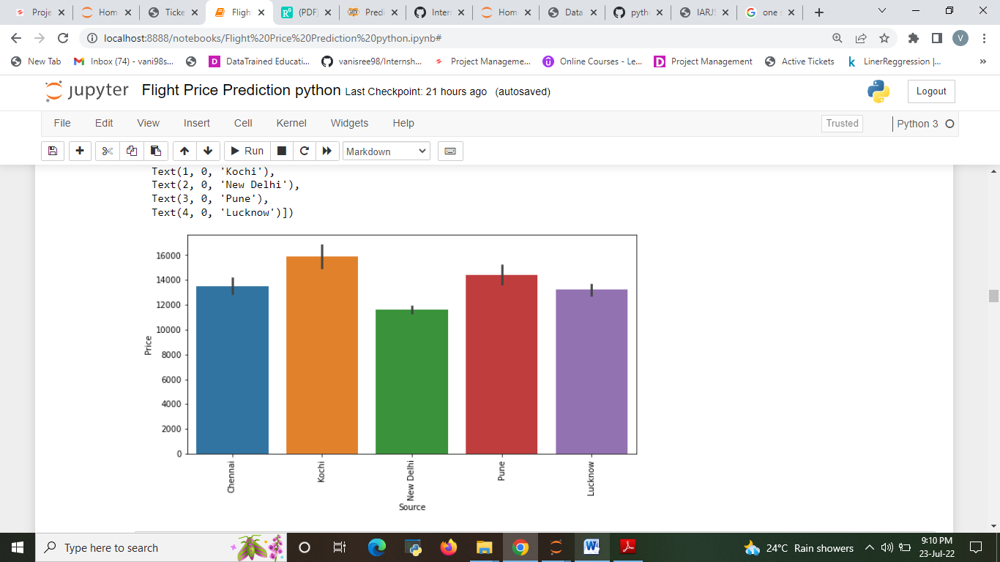 Proje
Hom
Ticke
Flight
(PDF)
Predi
Inter
Hom
Data
pyth
IARJS
one s
localhost:8888/notebooks/Flight%20Price%20Prediction%20python.ipynb#
V
New Tab
Inbox (74) - vani98s...
DataTrained Educati...
vanisree98/Internsh...
Project Manageme...
Online Courses - Le...
Project Management
Active Tickets
LinerReggression |...
jupyter Flight Price Prediction python Last Checkpoint: 21 hours ago (autosaved)
Logout
File Edit View Insert Cell Kernel Widgets Help
Trusted
Python 3
Run
Markdown
Text(1, 0, 'Kochi'),
Text(2, 0, 'New Delhi'),
Text(3, 0, 'Pune'),
Text(4, 0, 'Lucknow')])
16000
14000
12000
10000
8000
6000
4000
2000
0
Price
Chennai
Kochi
New Delhi
Pune
Lucknow
Source
Type here to search
24°C Rain showers
9:10 PM
23-Jul-22